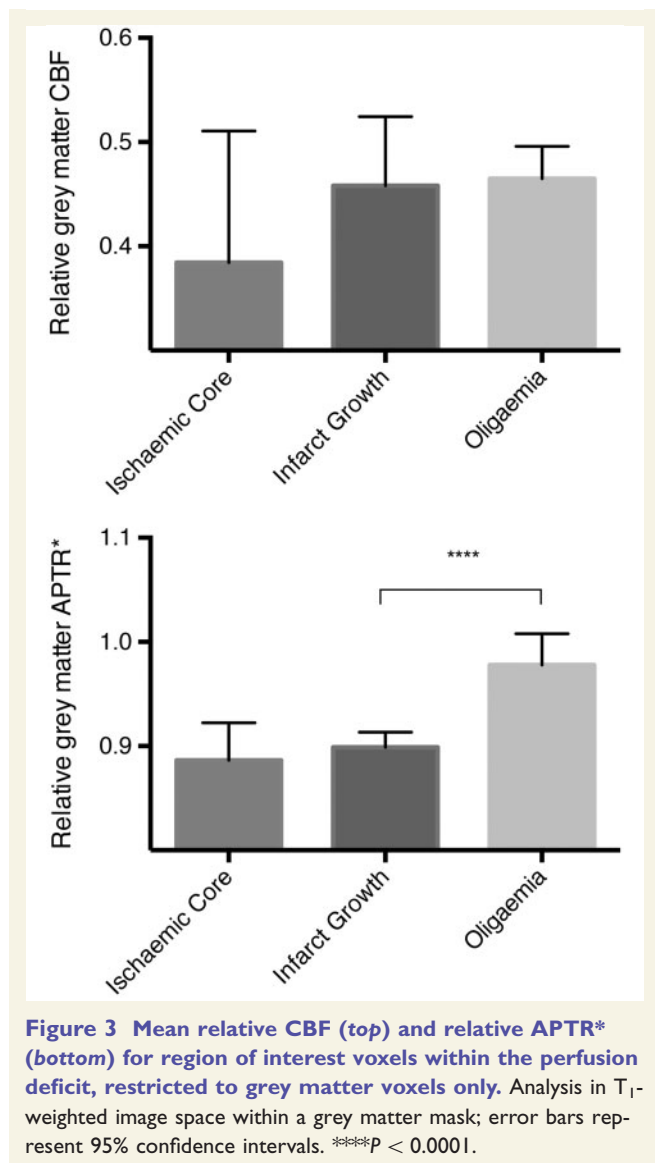 0.6
0.5
0.4
Relative grey matter CBF
Ischaemic Core
Infarct Growth
Oligaemia
1.1
1.0
0.9
Relative grey matter APTR*
****
Ischaemic Core
Infarct Growth
Oligaemia
Figure 3 Mean relative CBF (top) and relative APTR*
(bottom) for region of interest voxels within the perfusion
deficit, restricted to grey matter voxels only. Analysis in T1-
weighted image space within a grey matter mask; error bars rep-
resent 95% confidence intervals. ****P < 0.0001.